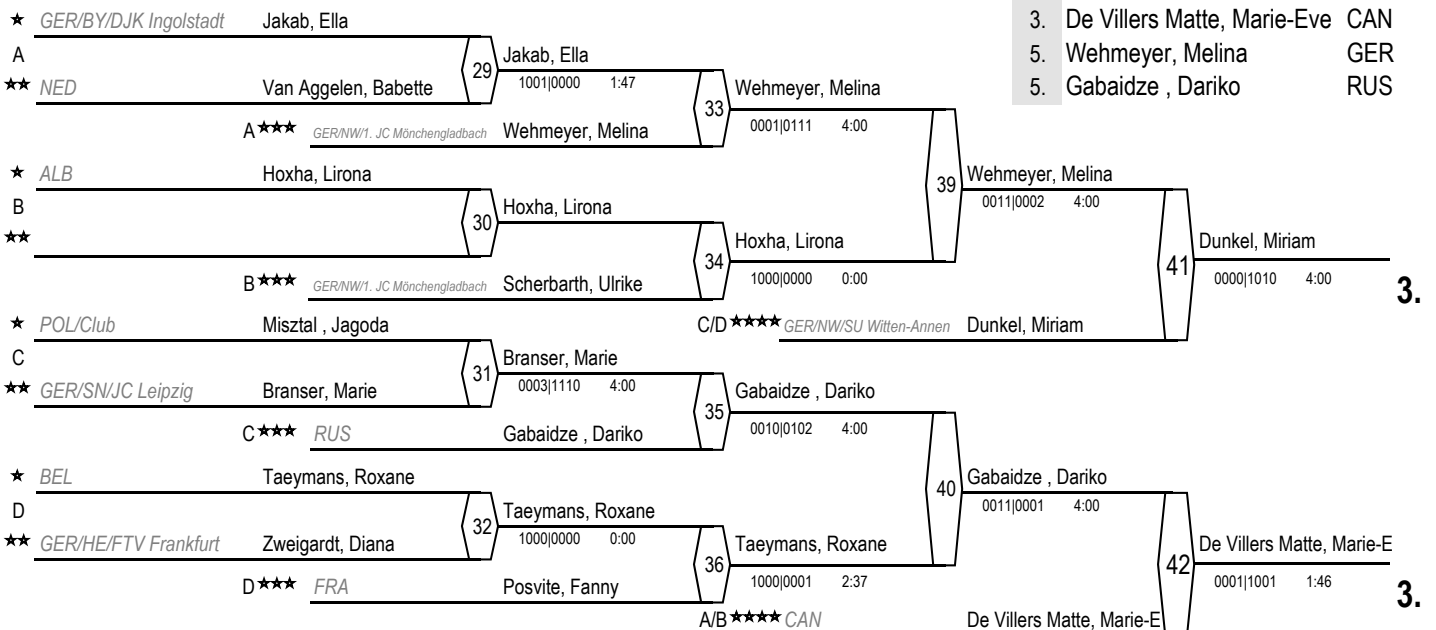 ★ GER/BY/DJK Ingolstadt Jakab, Ella
3. De Villers Matte, Marie-Eve CAN
A
29 Jakab, Ella
5. Wehmeyer, Melina GER
★★ NED Van Aggelen, Babette
1001|0000 1:47
Wehmeyer, Melina
5. Gabaidze , Dariko RUS
33
A ★★★ GER/NW/1. JC Mönchengladbach Wehmeyer, Melina
0001|0111 4:00
★ ALB Hoxha, Lirona
39 Wehmeyer, Melina
B
30 Hoxha, Lirona
0011|0002 4:00
★★
34 Hoxha, Lirona
41 Dunkel, Miriam
B ★★★ GER/NW/1. JC Mönchengladbach Scherbarth, Ulrike
1000|0000 0:00
0000|1010 4:00
3.
★ POL/Club Misztal , Jagoda
C/D ★★★★ GER/NW/SU Witten-Annen Dunkel, Miriam
C
31 Branser, Marie
★★ GER/SN/JC Leipzig Branser, Marie
0003|1110 4:00
35 Gabaidze , Dariko
C ★★★ RUS Gabaidze , Dariko
0010|0102 4:00
★ BEL Taeymans, Roxane
40 Gabaidze , Dariko
D
32 Taeymans, Roxane
0011|0001 4:00
★★ GER/HE/FTV Frankfurt Zweigardt, Diana
1000|0000 0:00
36 Taeymans, Roxane
42 De Villers Matte, Marie-E
D ★★★ FRA Posvite, Fanny
1000|0001 2:37
0001|1001 1:46
3.
A/B ★★★★ CAN De Villers Matte, Marie-E